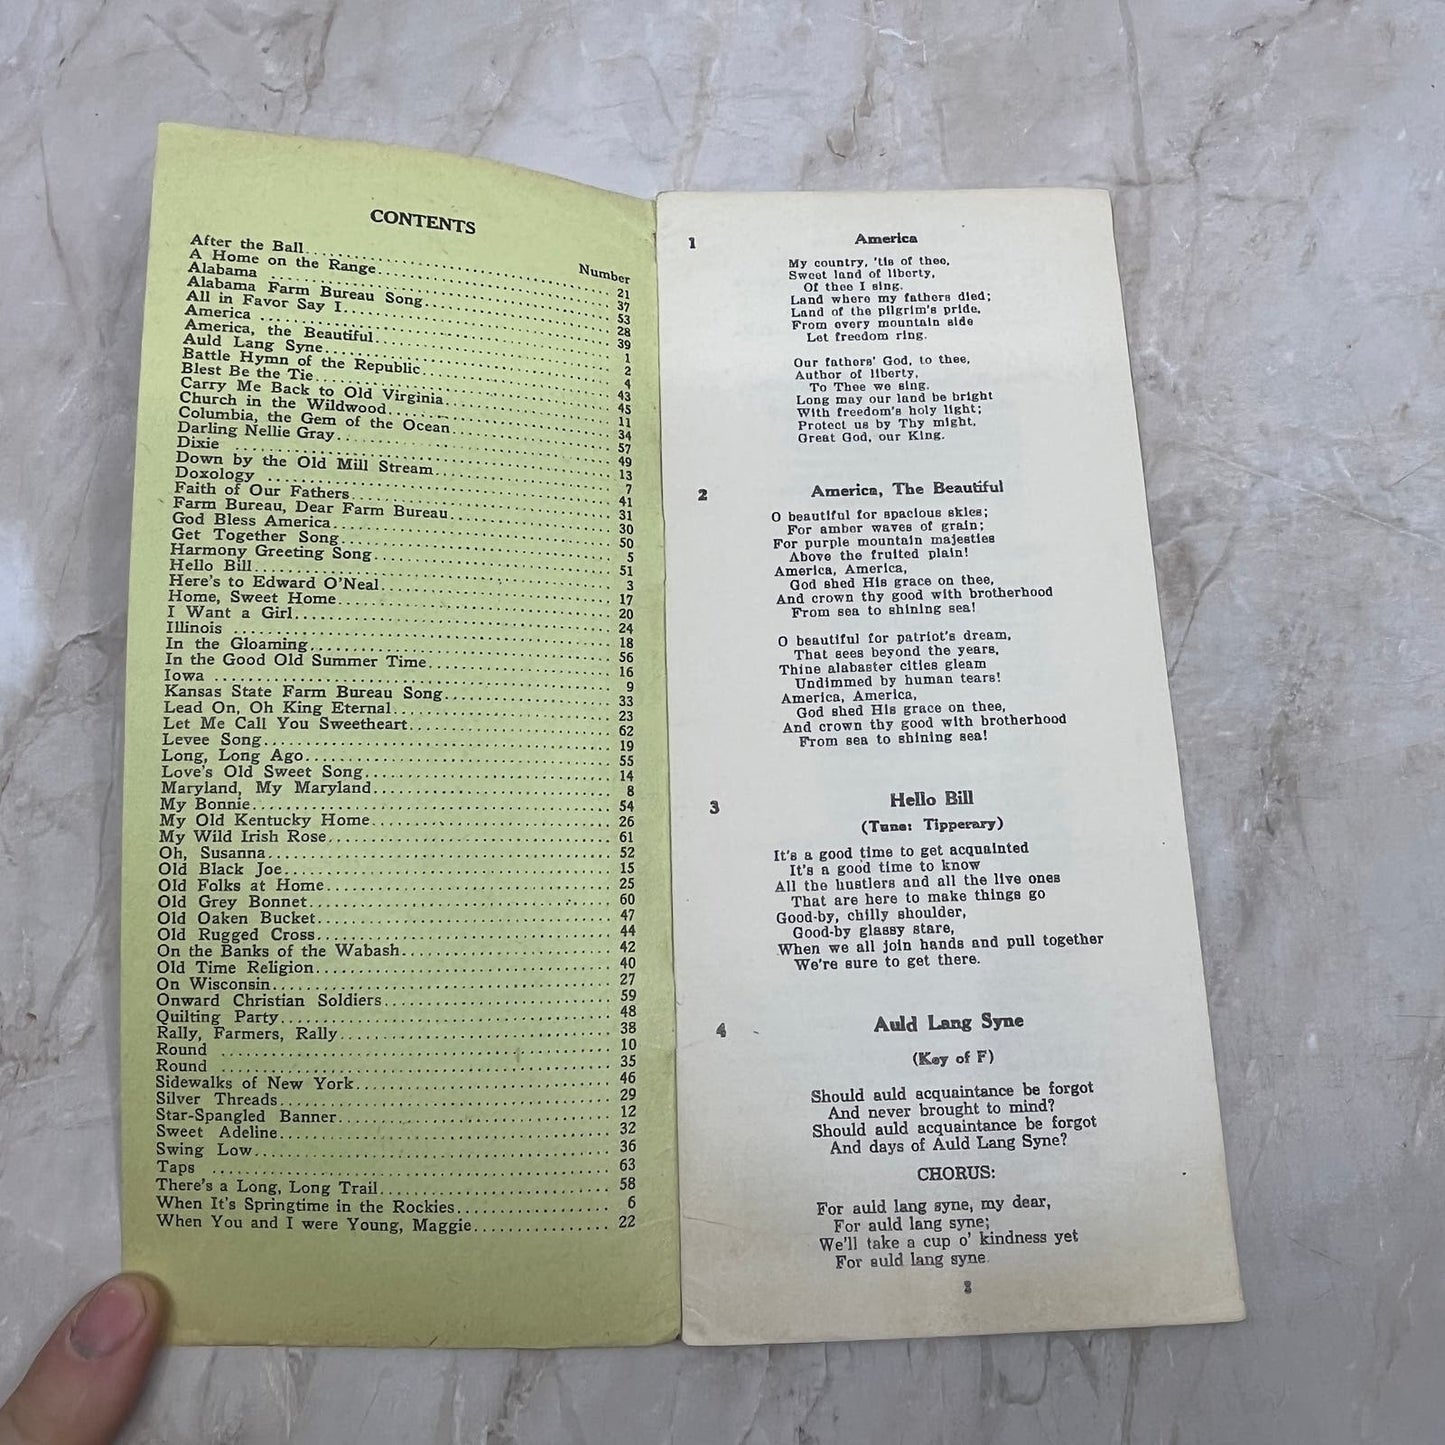 CONTENTS
Number
After the Ball 21
A Home on the Range 37
Alabama 53
Alabama Farm Bureau Song 28
All in Favor Say I 39
America 1
America, the Beautiful 2
Auld Lang Syne 4
Battle Hymn of the Republic 43
Blest Be the Tie 45
Carry Me Back to Old Virginia 11
Church in the Wildwood 34
Columbia, the Gem of the Ocean 57
Darling Nellie Gray 49
Dixie 13
Down by the Old Mill Stream 7
Doxology 41
Faith of Our Fathers 31
Farm Bureau, Dear Farm Bureau 30
God Bless America 50
Get Together Song 5
Harmony Greeting Song 51
Hello Bill 3
Here's to Edward O'Neal 17
Home, Sweet Home 20
I Want a Girl 24
Illinois 18
In the Gloaming 56
In the Good Old Summer Time 16
Iowa 9
Kansas State Farm Bureau Song 33
Lead On, Oh King Eternal 23
Let Me Call You Sweetheart 62
Levee Song 19
Long, Long Ago 55
Love's Old Sweet Song 14
Maryland, My Maryland 8
My Bonnie 54
My Old Kentucky Home 26
My Wild Irish Rose 61
Oh, Susanna 52
Old Black Joe 15
Old Folks at Home 25
Old Grey Bonnet 60
Old Oaken Bucket 47
Old Rugged Cross 44
On the Banks of the Wabash 42
Old Time Religion 40
On Wisconsin 27
Onward Christian Soldiers 59
Quilting Party 48
Rally, Farmers, Rally 38
Round 10
Round 35
Sidewalks of New York 46
Silver Threads 29
Star-Spangled Banner 12
Sweet Adeline 32
Swing Low 36
Taps 63
There's a Long, Long Trail 58
When It's Springtime in the Rockies 6
When You and I were Young, Maggie 22
1 America
My country, 'tis of thee,
Sweet land of liberty,
Of thee I sing.
Land where my fathers died;
Land of the pilgrim's pride,
From every mountain side
Let freedom ring.
Our fathers' God, to thee,
Author of liberty,
To Thee we sing.
Long may our land be bright
With freedom's holy light;
Protect us by Thy might,
Great God, our King.
2 America, The Beautiful
O beautiful for spacious skies;
For amber waves of grain;
For purple mountain majesties
Above the fruited plain!
America, America,
God shed His grace on thee,
And crown thy good with brotherhood
From sea to shining sea!
O beautiful for patriot's dream,
That sees beyond the years,
Thine alabaster cities gleam
Undimmed by human tears!
America, America,
God shed His grace on thee,
And crown thy good with brotherhood
From sea to shining sea!
3 Hello Bill
(Tune: Tipperary)
It's a good time to get acquainted
It's a good time to know
All the hustlers and all the live ones
That are here to make things go
Good-by, chilly shoulder,
Good-by glassy stare,
When we all join hands and pull together
We're sure to get there.
4 Auld Lang Syne
(Key of F)
Should auld acquaintance be forgot
And never brought to mind?
Should auld acquaintance be forgot
And days of Auld Lang Syne?
CHORUS:
For auld lang syne, my dear,
For auld lang syne;
We'll take a cup o' kindness yet
For auld lang syne.